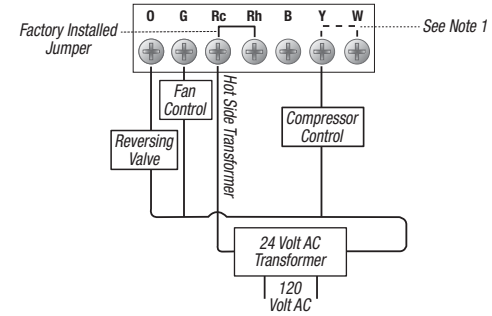 O G Rc Rh B Y W
Factory Installed
Jumper
See Note 1
Fan
Control
Hot Side Transformer
Compressor
Control
Reversing
Valve
24 Volt AC
Transformer
120
Volt AC